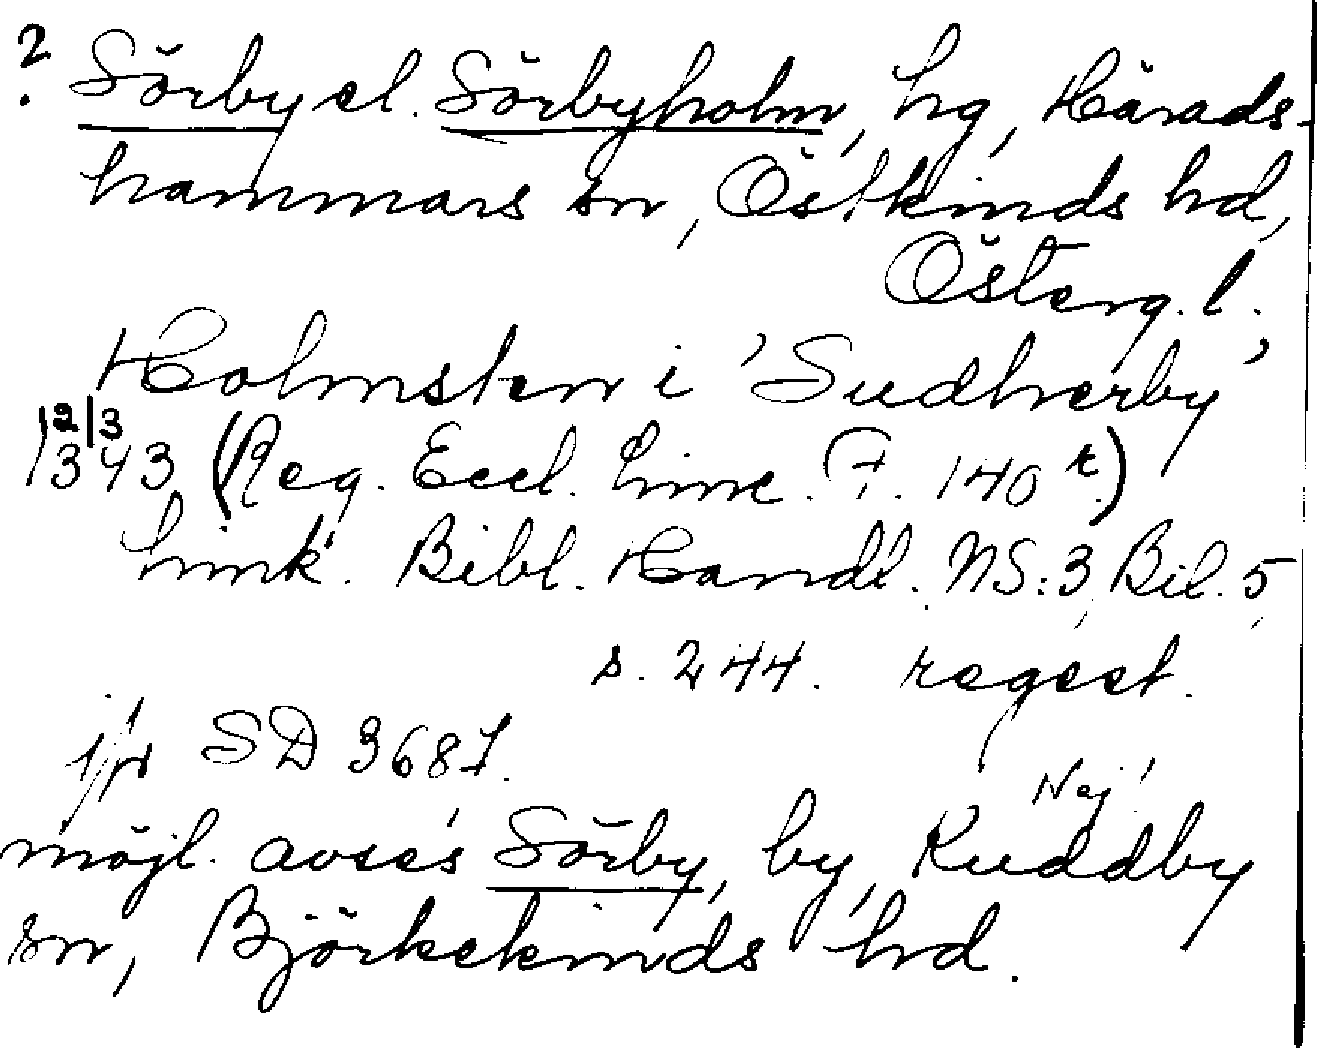 ? Sörby el. Sörbyholm, hg, Härads-
hammars sn, Östkinds hd,
Österg. l.
Holmsten i 'Sudherby'
12/3
1343 (Reg. Eccl. Linc. F. 140 r.)
Link. Bibl. Handl. NS:3, Bil. 5,
s. 244. regest.
jfr SD 3687.
Nej!
möjl. avses Sörby, by, Kuddby
sn, Björkekinds hd.